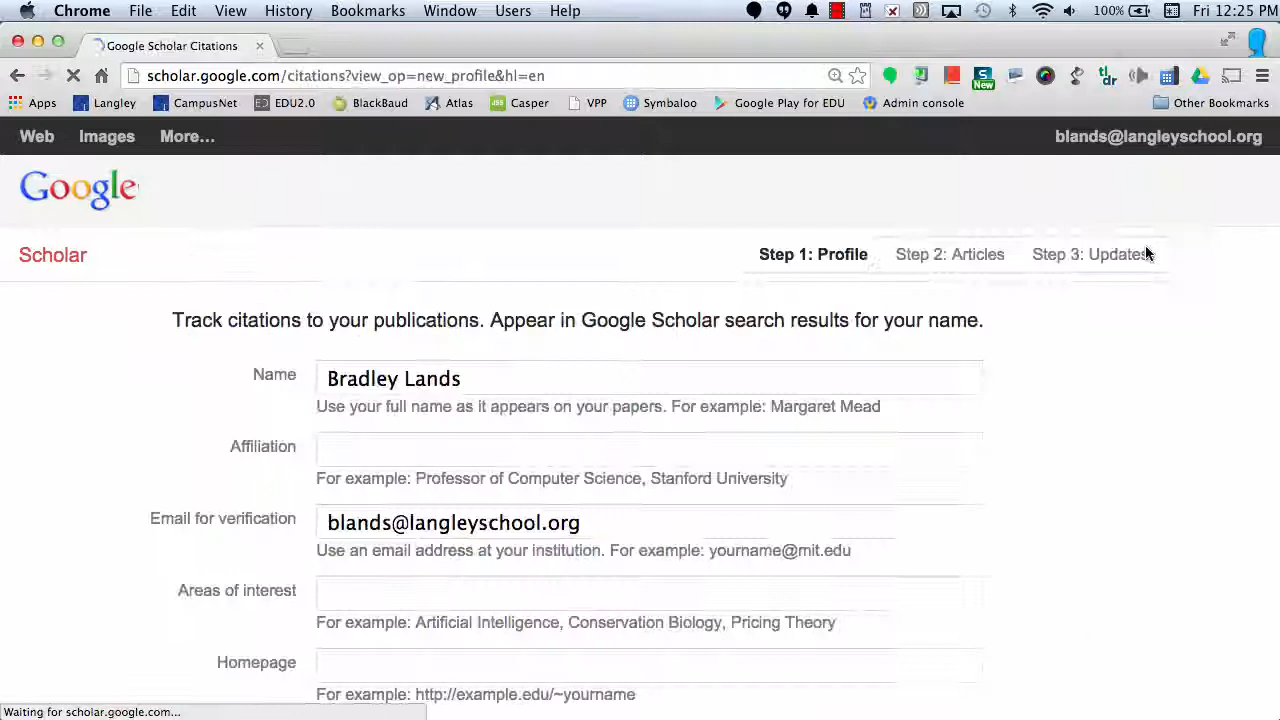 Chrome File Edit View History Bookmarks Window Users Help 100% Fri 12:25 PM
Google Scholar Citations ×
scholar.google.com/citations?view_op=new_profile&hl=en
S New tl;dr
Apps Langley CampusNet EDU2.0 BlackBaud Atlas Casper VPP Symbaloo Google Play for EDU Admin console Other Bookmarks
Web Images More... blands@langleyschool.org
Google
Scholar Step 1: Profile Step 2: Articles Step 3: Updates
Track citations to your publications. Appear in Google Scholar search results for your name.
Name Bradley Lands
Use your full name as it appears on your papers. For example: Margaret Mead
Affiliation
For example: Professor of Computer Science, Stanford University
Email for verification blands@langleyschool.org
Use an email address at your institution. For example: yourname@mit.edu
Areas of interest
For example: Artificial Intelligence, Conservation Biology, Pricing Theory
Homepage
For example: http://example.edu/~yourname
Waiting for scholar.google.com...